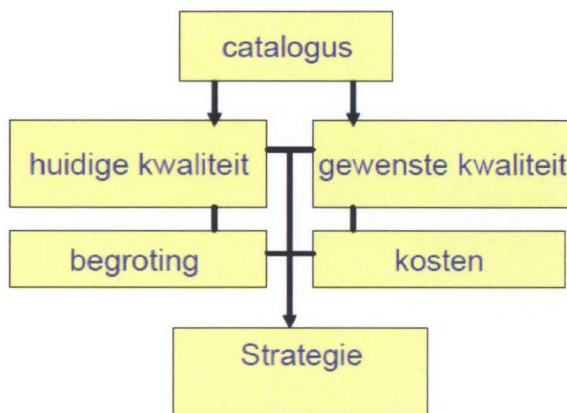 catalogus
huidige kwaliteit
gewenste kwaliteit
begroting
kosten
Strategie